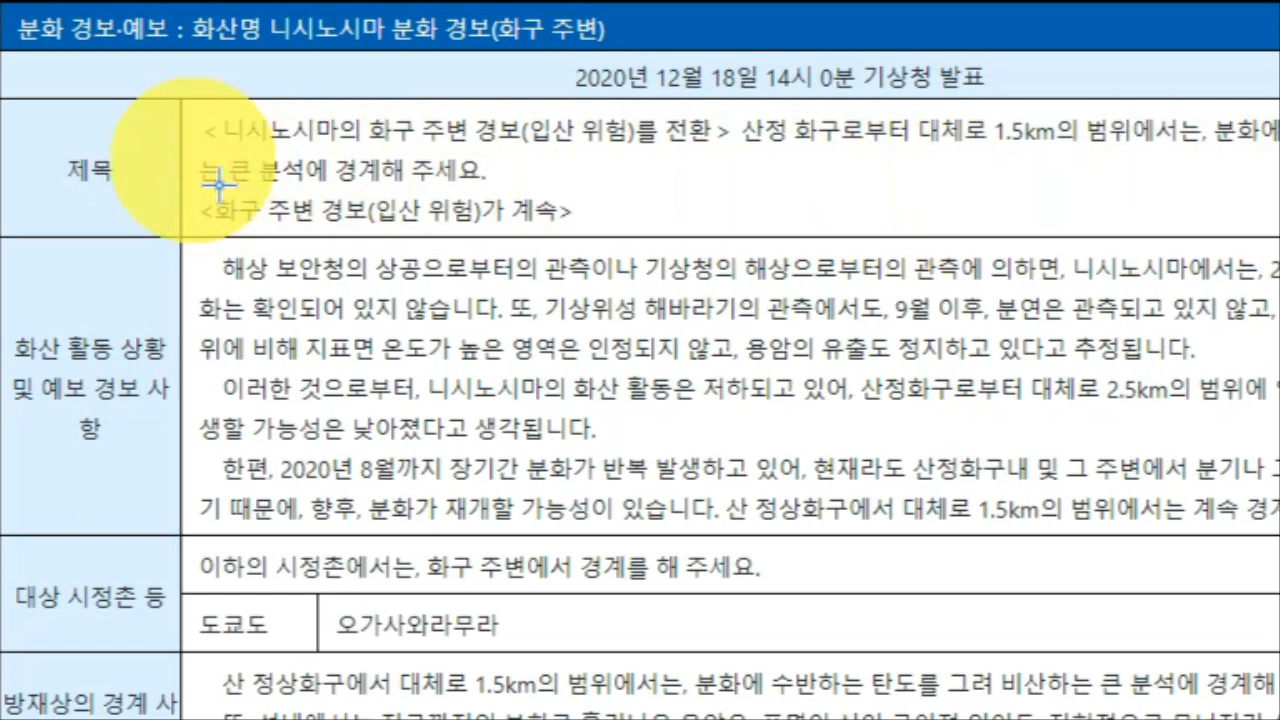 분화 경보·예보 : 화산명 니시노시마 분화 경보(화구 주변)
2020년 12월 18일 14시 0분 기상청 발표
제목
< 니시노시마의 화구 주변 경보(입산 위험)를 전환 > 산정 화구로부터 대체로 1.5km의 범위에서는, 분화에
는 큰 분석에 경계해 주세요.
<화구 주변 경보(입산 위험)가 계속>
화산 활동 상황
및 예보 경보 사
항
해상 보안청의 상공으로부터의 관측이나 기상청의 해상으로부터의 관측에 의하면, 니시노시마에서는, 2
화는 확인되어 있지 않습니다. 또, 기상위성 해바라기의 관측에서도, 9월 이후, 분연은 관측되고 있지 않고,
위에 비해 지표면 온도가 높은 영역은 인정되지 않고, 용암의 유출도 정지하고 있다고 추정됩니다.
이러한 것으로부터, 니시노시마의 화산 활동은 저하되고 있어, 산정화구로부터 대체로 2.5km의 범위에
생할 가능성은 낮아졌다고 생각됩니다.
한편, 2020년 8월까지 장기간 분화가 반복 발생하고 있어, 현재라도 산정화구내 및 그 주변에서 분기나
기 때문에, 향후, 분화가 재개할 가능성이 있습니다. 산 정상화구에서 대체로 1.5km의 범위에서는 계속 경계
대상 시정촌 등
이하의 시정촌에서는, 화구 주변에서 경계를 해 주세요.
도쿄도
오가사와라무라
방재상의 경계 사
산 정상화구에서 대체로 1.5km의 범위에서는, 분화에 수반하는 탄도를 그려 비산하는 큰 분석에 경계해